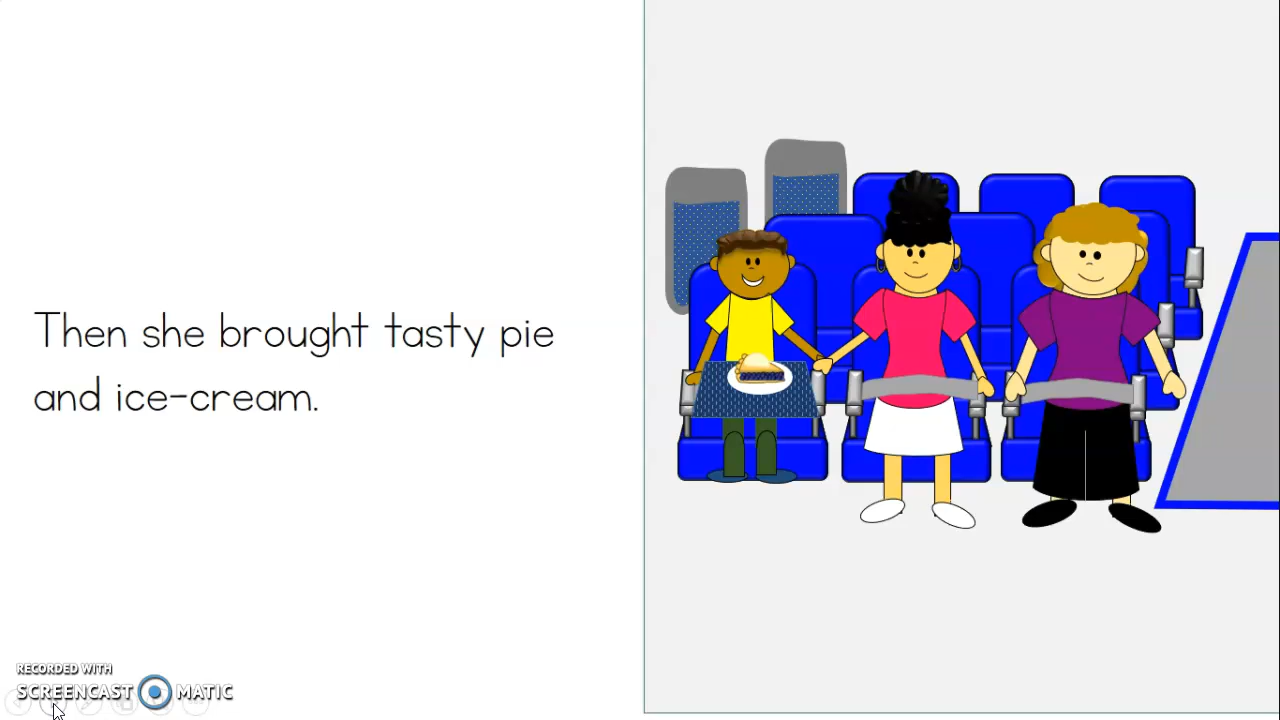 Then she brought tasty pie
and ice-cream.
RECORDED WITH
SCREENCAST MATIC